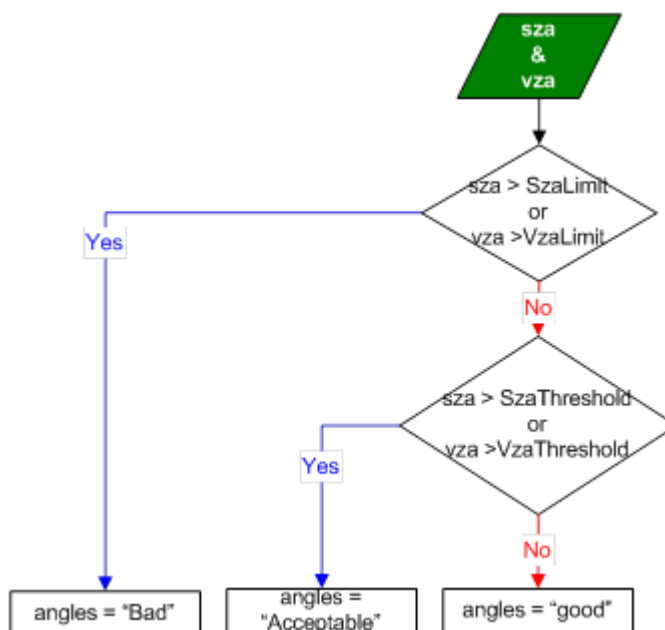 sza
&
vza
sza > SzaLimit
or
vza >VzaLimit
Yes
No
sza > SzaThreshold
or
vza >VzaThreshold
Yes
No
angles = “Bad”
angles =
“Acceptable”
angles = “good”